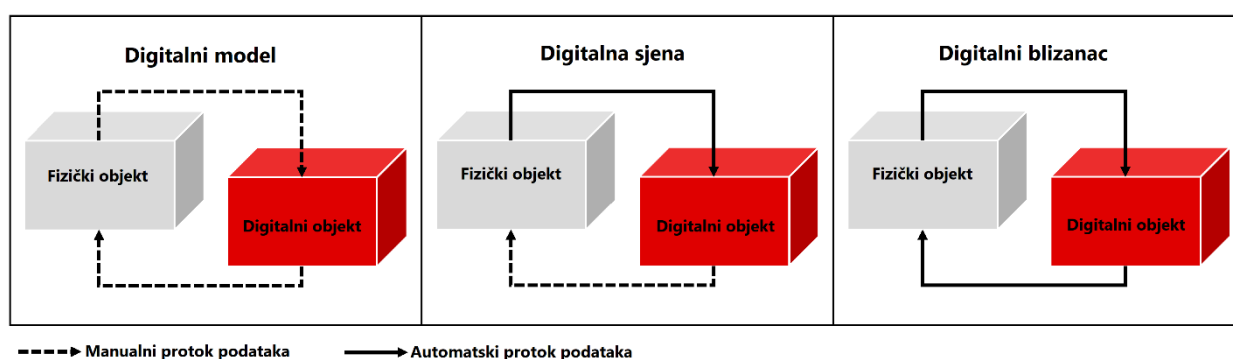 Digitalni model
Fizički objekt
Digitalni objekt
Digitalna sjena
Fizički objekt
Digitalni objekt
Digitalni blizanac
Fizički objekt
Digitalni objekt
Manualni protok podataka
Automatski protok podataka